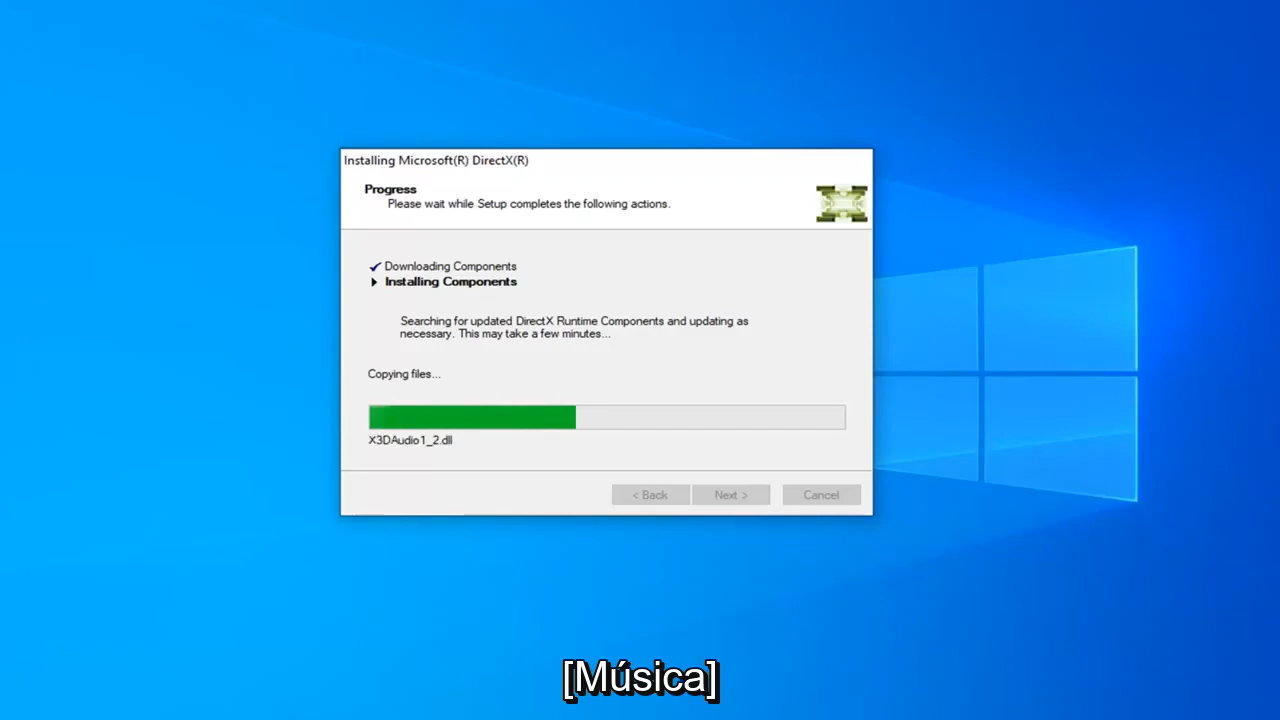 Installing Microsoft(R) DirectX(R)
Progress
Please wait while Setup completes the following actions.
Downloading Components
Installing Components
Searching for updated DirectX Runtime Components and updating as
necessary. This may take a few minutes...
Copying files...
X3DAudio1_2.dll
< Back Next > Cancel
[Música]